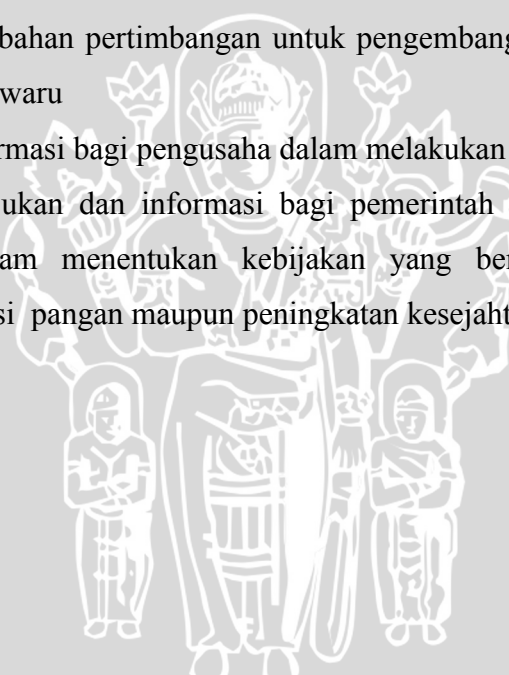 bahan pertimbangan untuk pengembang
waru
rmasi bagi pengusaha dalam melakukan
ukan dan informasi bagi pemerintah
am menentukan kebijakan yang ber
si pangan maupun peningkatan kesejaht